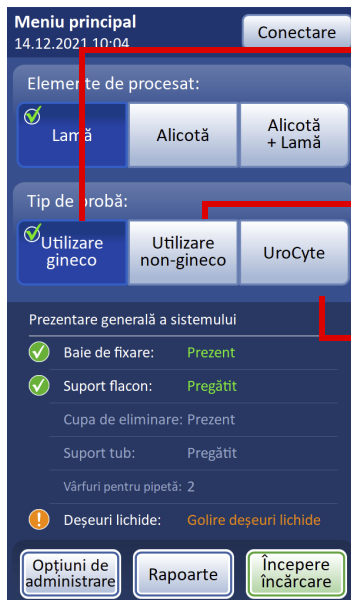 Meniu principal
14.12.2021 10:04
Conectare
Elemente de procesat:
Lamă
Alicotă
Alicotă
+ Lamă
Tip de probă:
Utilizare
gineco
Utilizare
non-gineco
UroCyte
Prezentare generală a sistemului
Baie de fixare: Prezent
Suport flacon: Pregătit
Cupa de eliminare: Prezent
Suport tub: Pregătit
Vârfuri pentru pipetă: 2
Deșeuri lichide: Golire deșeuri lichide
Opțiuni de
administrare
Rapoarte
Începere
încărcare